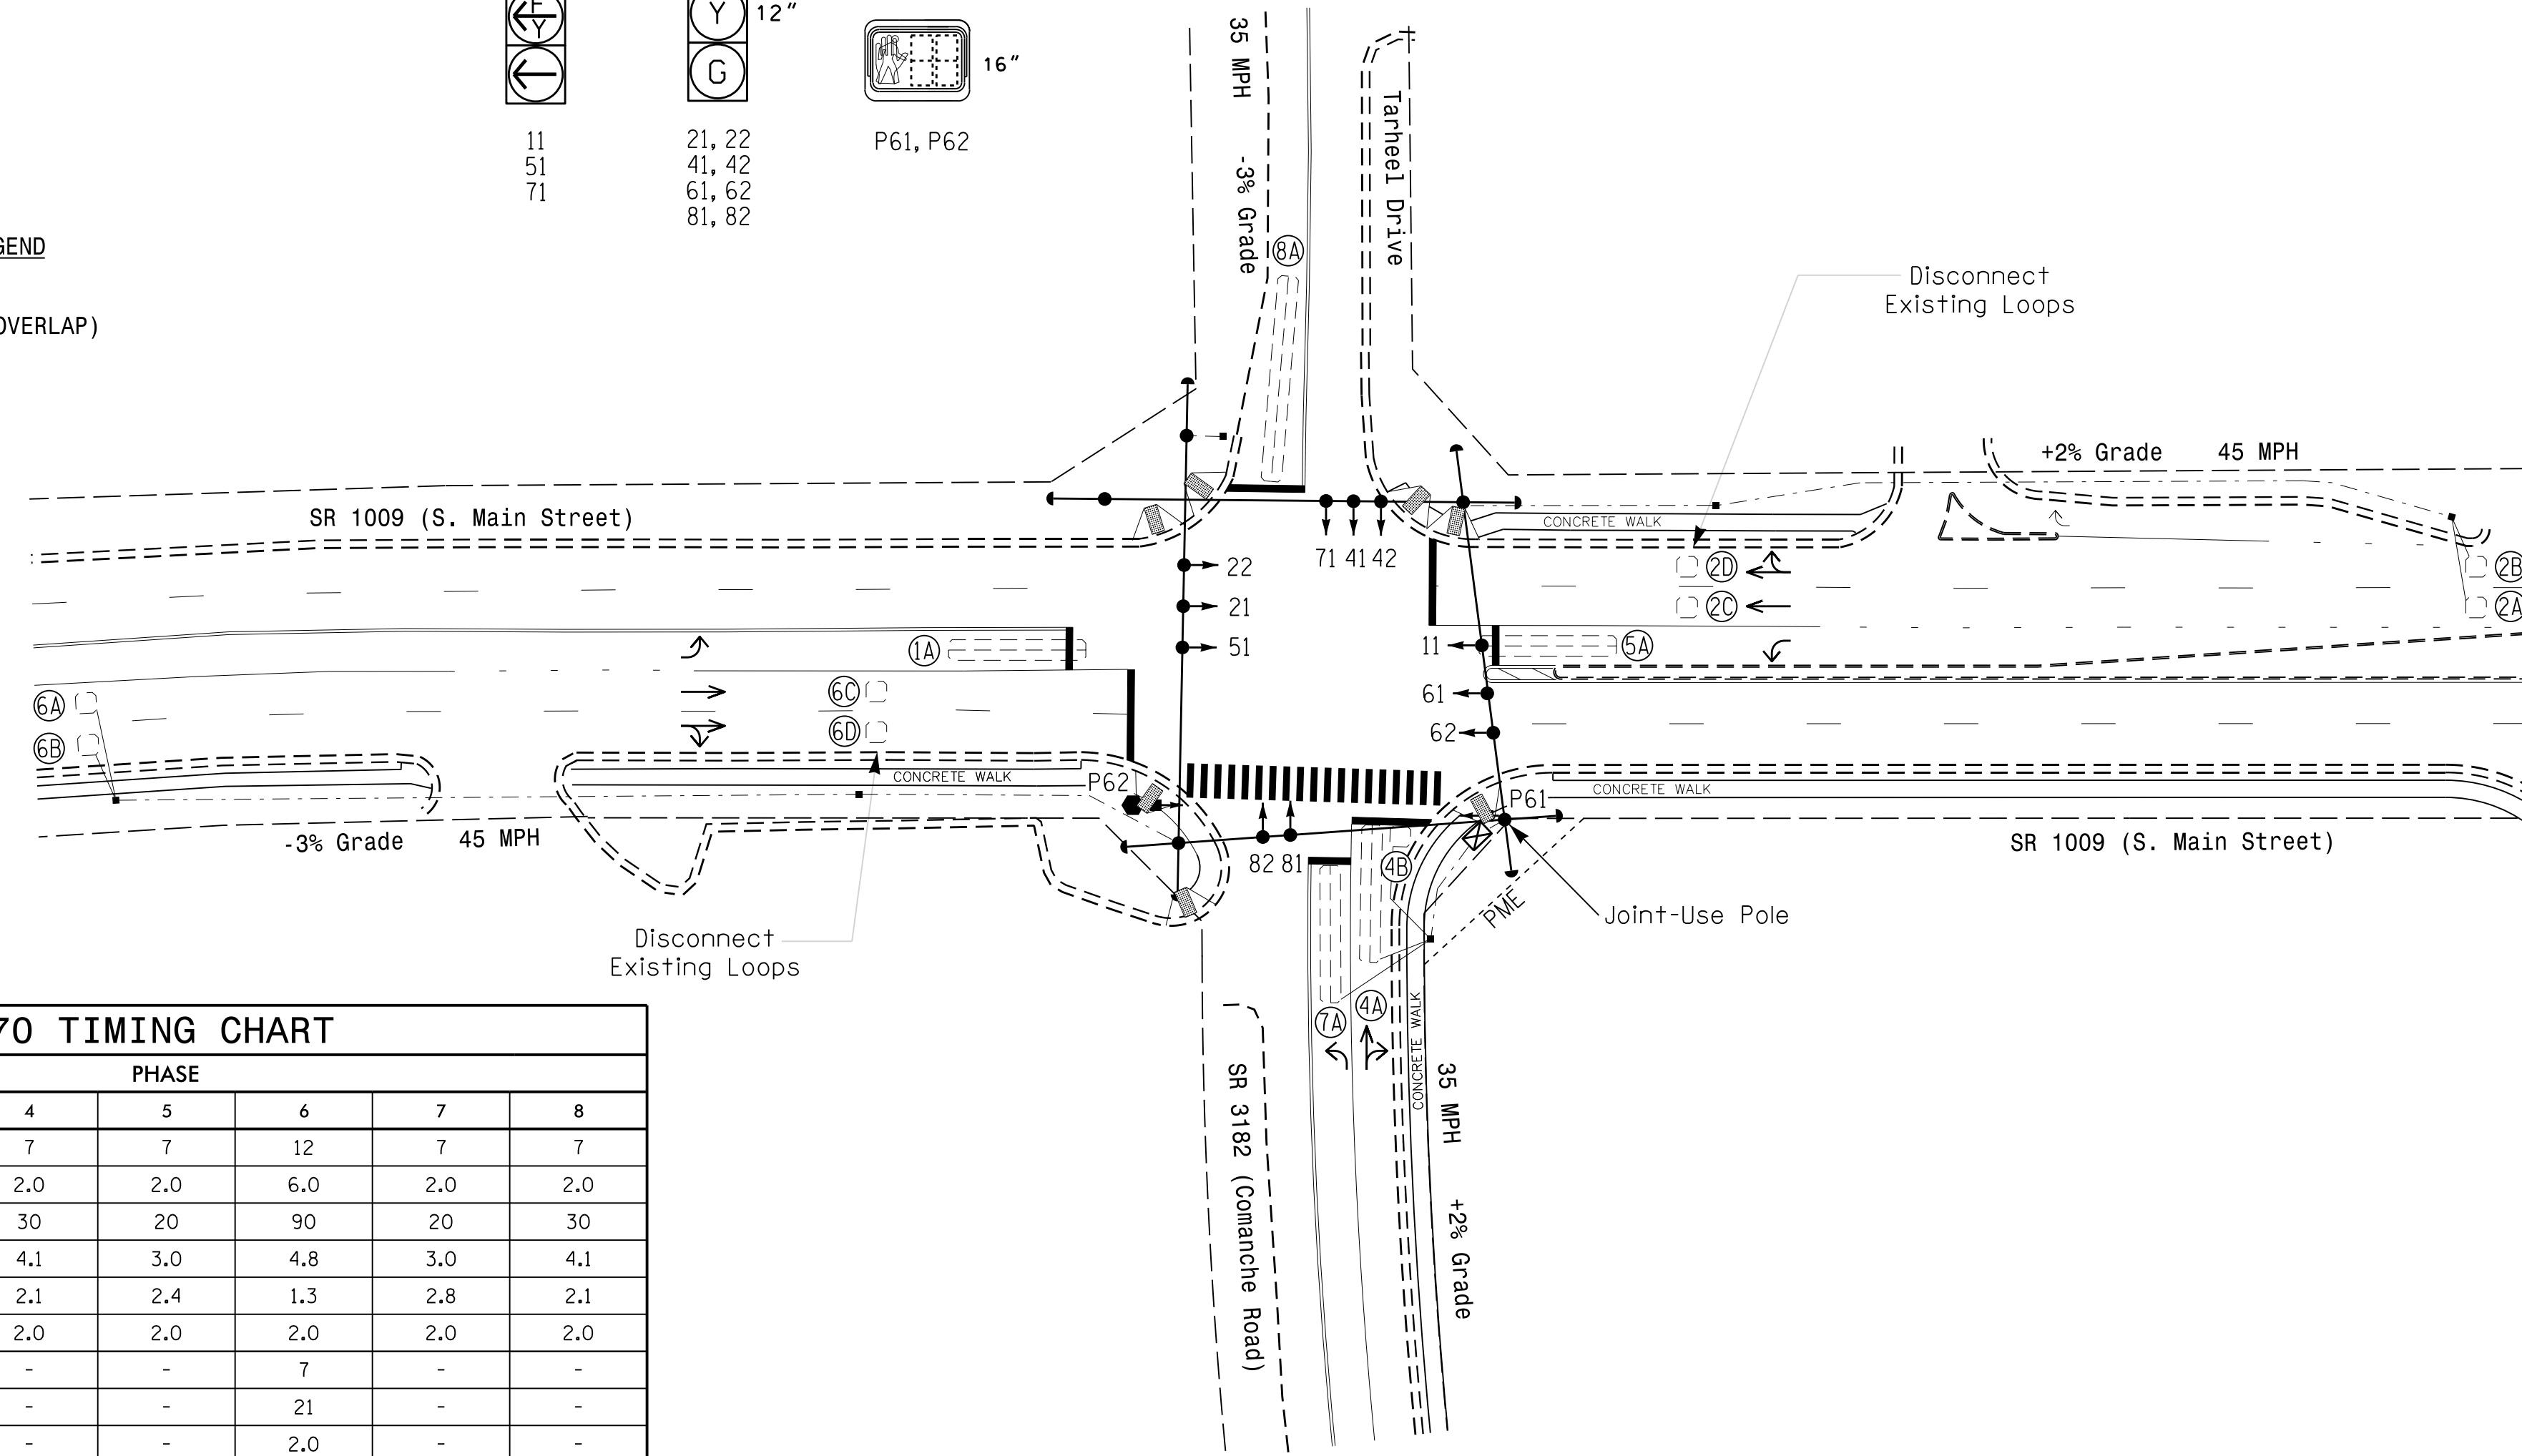 F
Y
Y
12"
G
16"
11
51
71
21, 22
41, 42
61, 62
81, 82
P61, P62
GEND
OVERLAP)
35 MPH -3% Grade
Tarheel Drive
8A
Disconnect
Existing Loops
+2% Grade 45 MPH
SR 1009 (S. Main Street)
CONCRETE WALK
71 41 42
22
21
51
2D
2C
2B
2A
1A
11
5A
6A
6B
6C
6D
61
62
CONCRETE WALK
P62
P61
CONCRETE WALK
-3% Grade 45 MPH
82 81
4B
SR 1009 (S. Main Street)
PME
Joint-Use Pole
Disconnect
Existing Loops
7A
4A
CONCRETE WALK
35 MPH +2% Grade
SR 3182 (Comanche Road)
70 TIMING CHART
PHASE
4 5 6 7 8
7 7 12 7 7
2.0 2.0 6.0 2.0 2.0
30 20 90 20 30
4.1 3.0 4.8 3.0 4.1
2.1 2.4 1.3 2.8 2.1
2.0 2.0 2.0 2.0 2.0
- - 7 - -
- - 21 - -
- - 2.0 - -